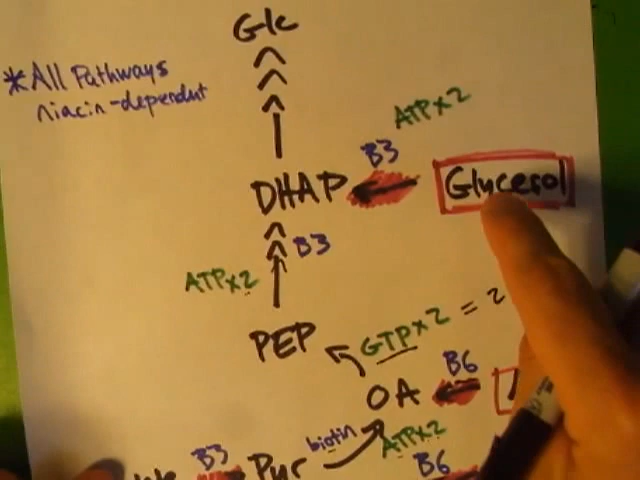 Glc
*All Pathways
niacin-dependent
ATPx2
B3
DHAP
Glycerol
B3
ATPx2
PEP
GTPx2 = 2
B6
OA
biotin
ATPx2
B3
Pyr
B6